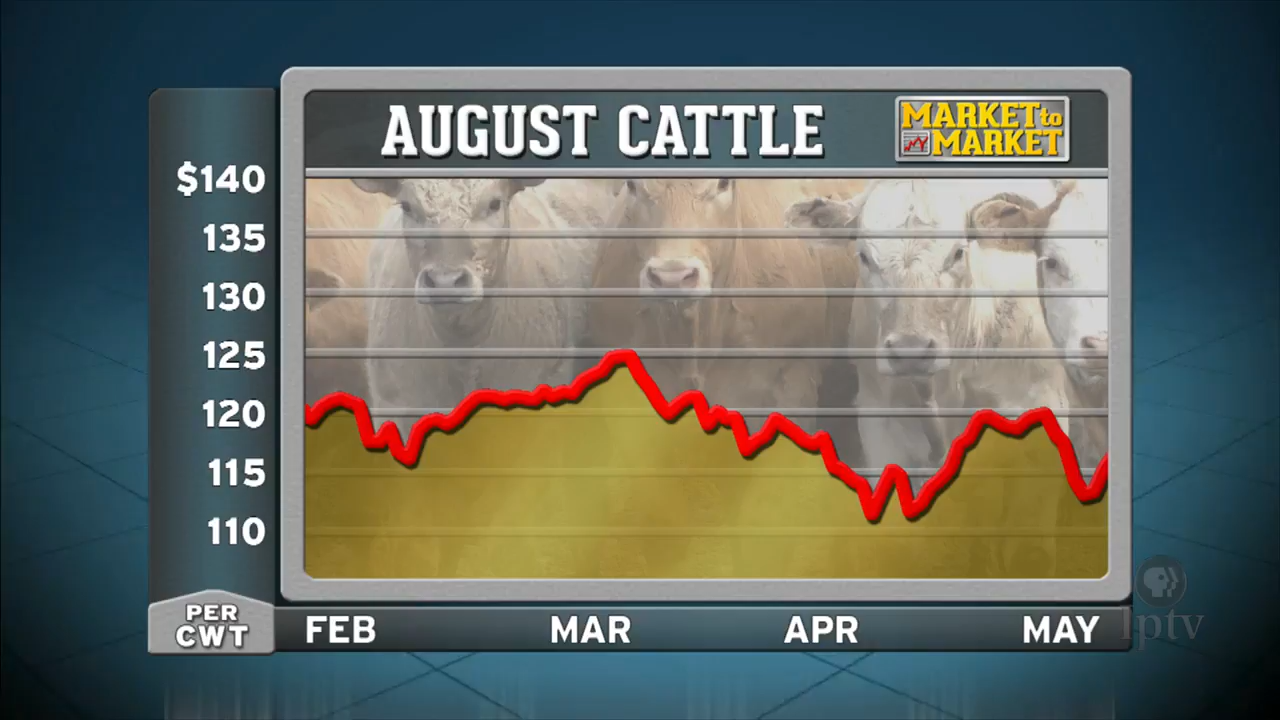 AUGUST CATTLE
MARKET to
MARKET
$140
135
130
125
120
115
110
PER
CWT
FEB MAR APR MAY
iptv